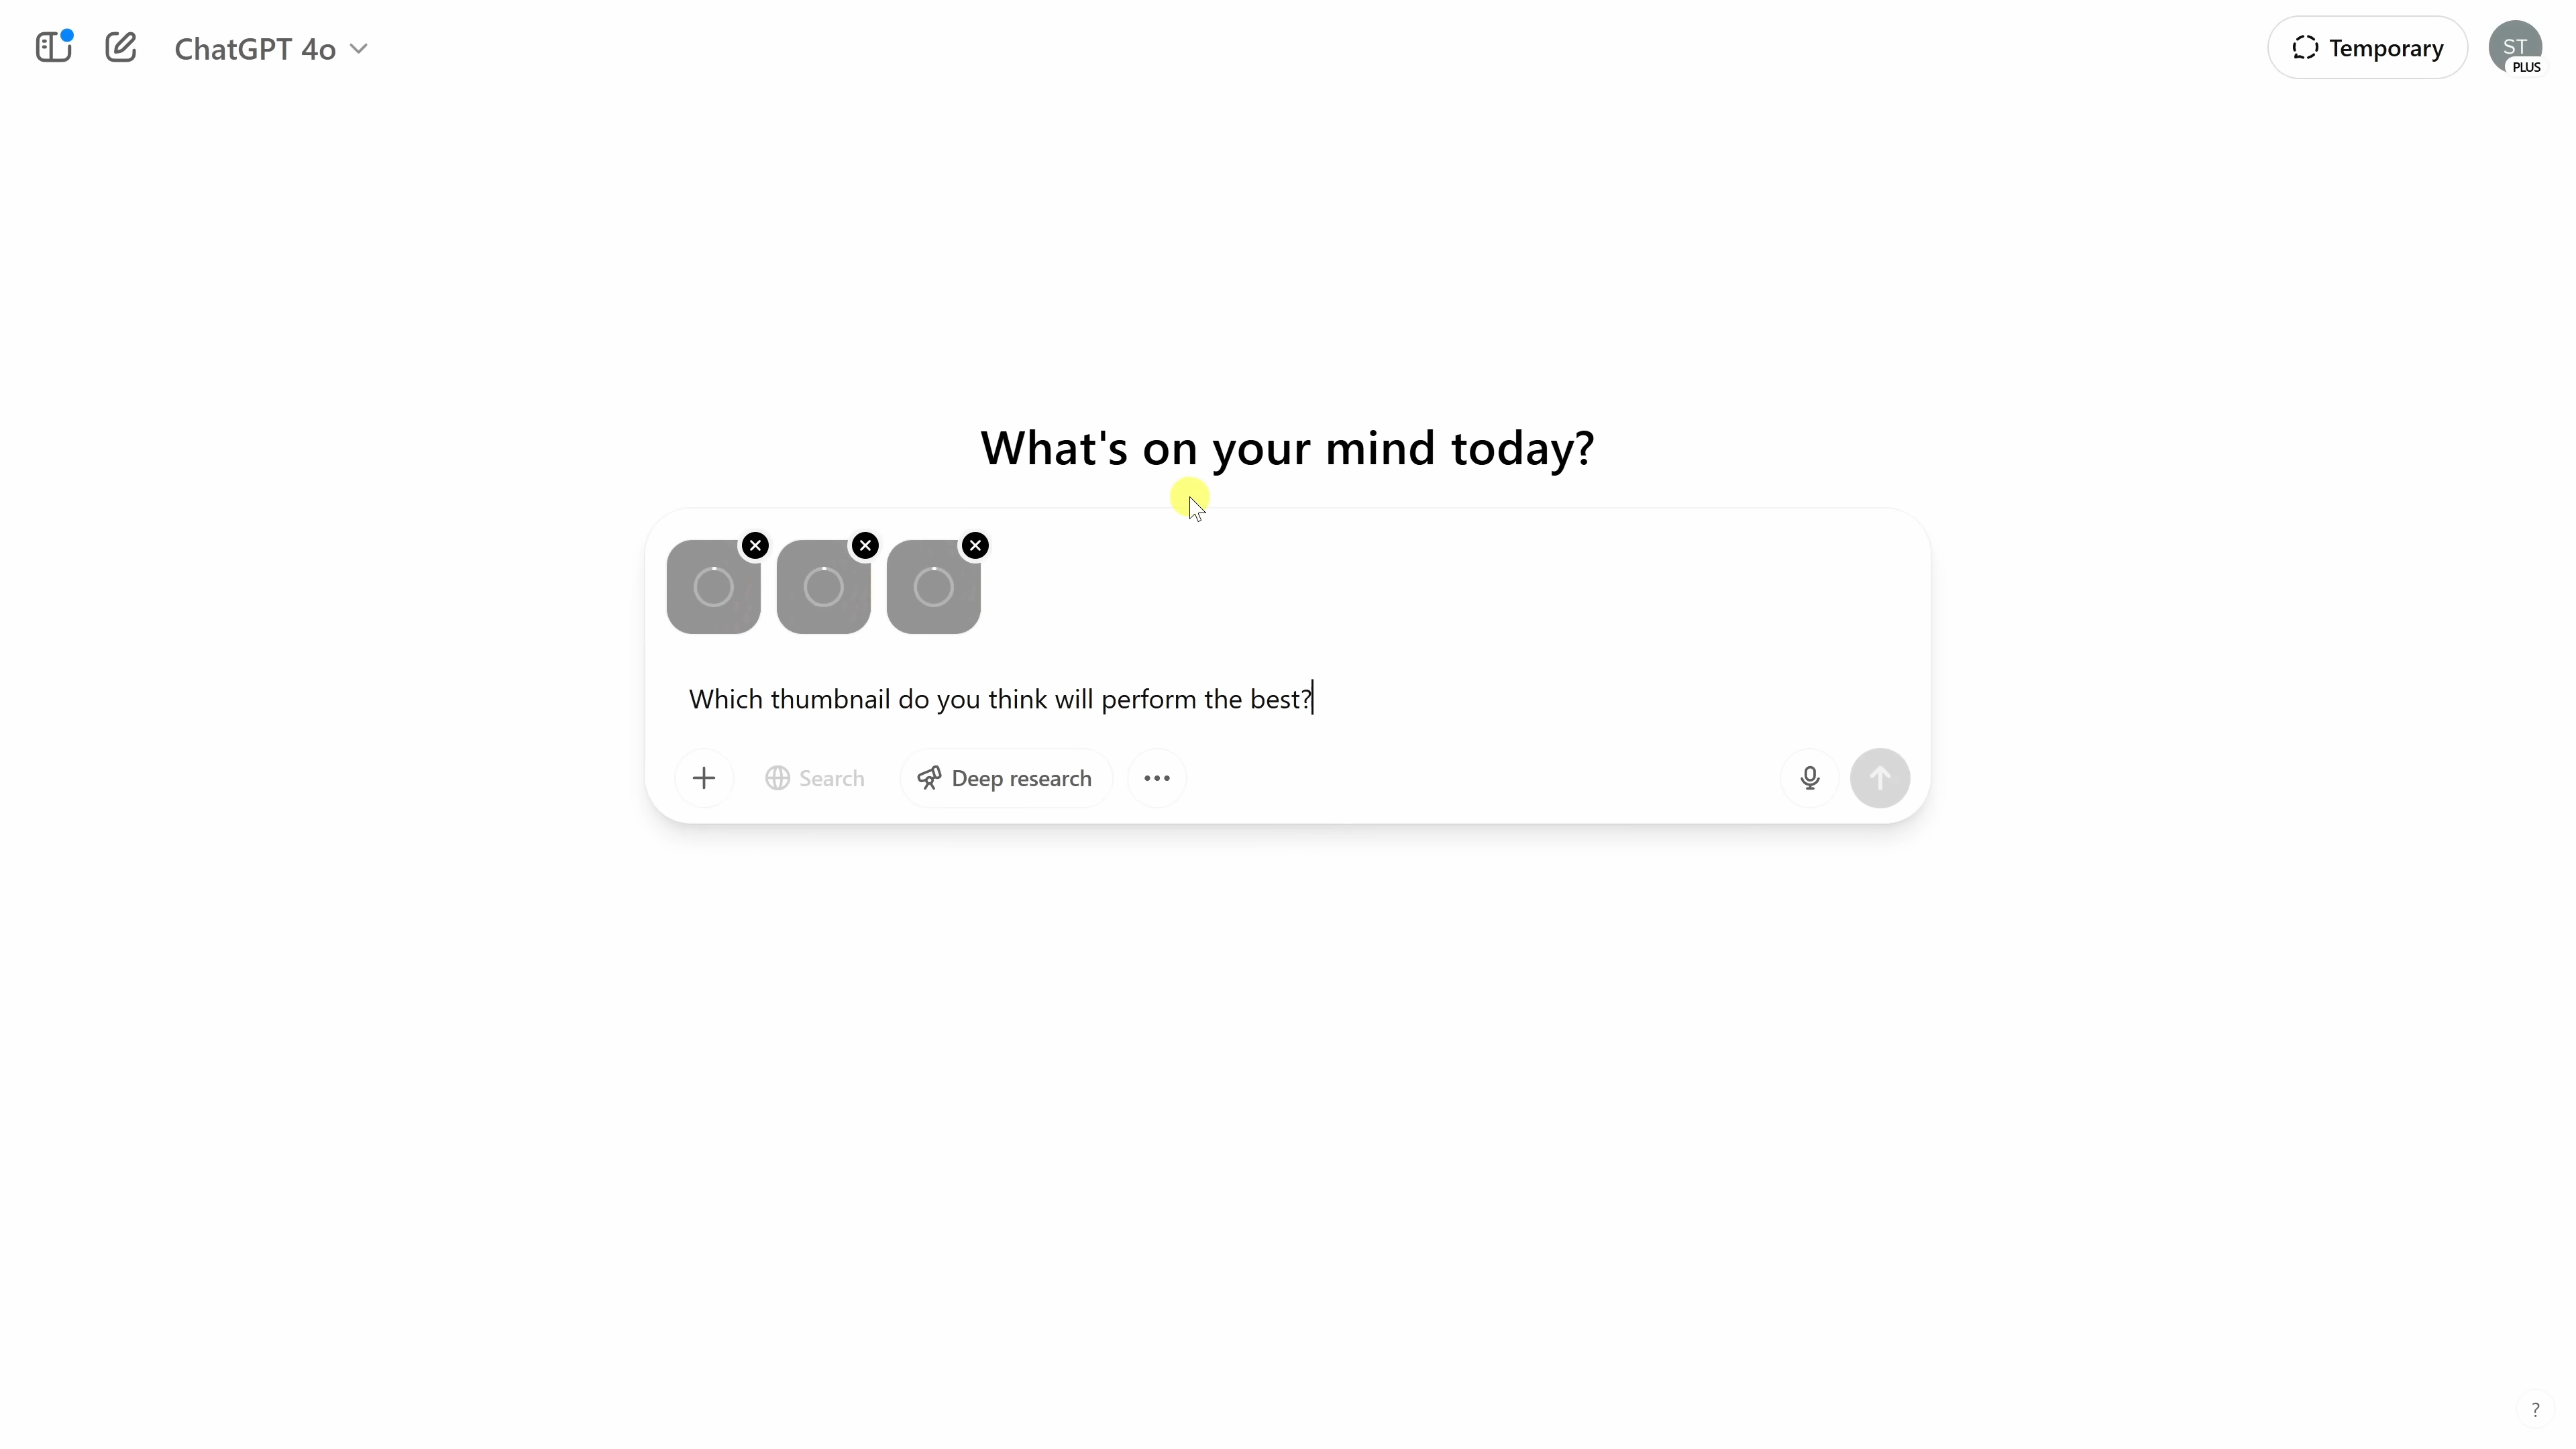 ChatGPT 4o
Temporary
ST
PLUS
What's on your mind today?
Which thumbnail do you think will perform the best?
Search
Deep research
?